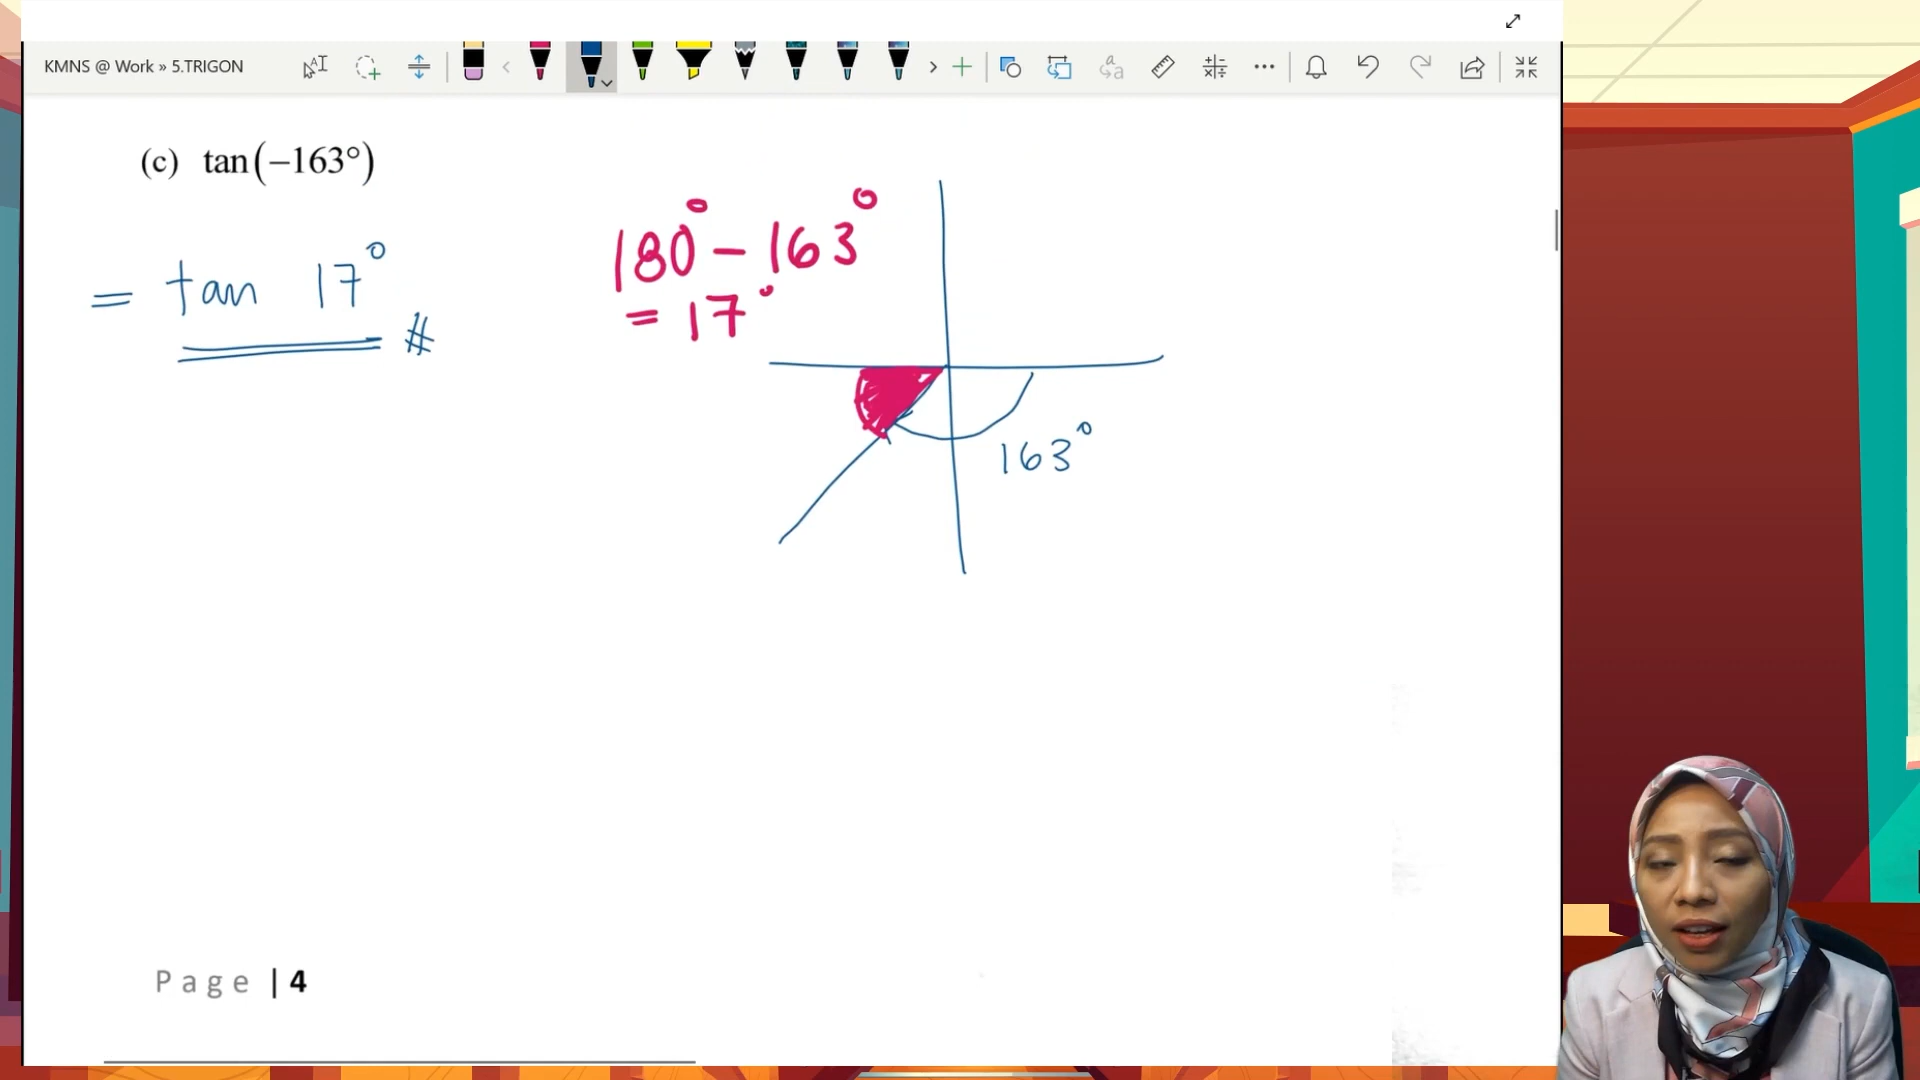 KMNS @ Work » 5.TRIGON
(c) tan(−163°)
= tan 17° #
180° − 163°
= 17°
163°
Page | 4